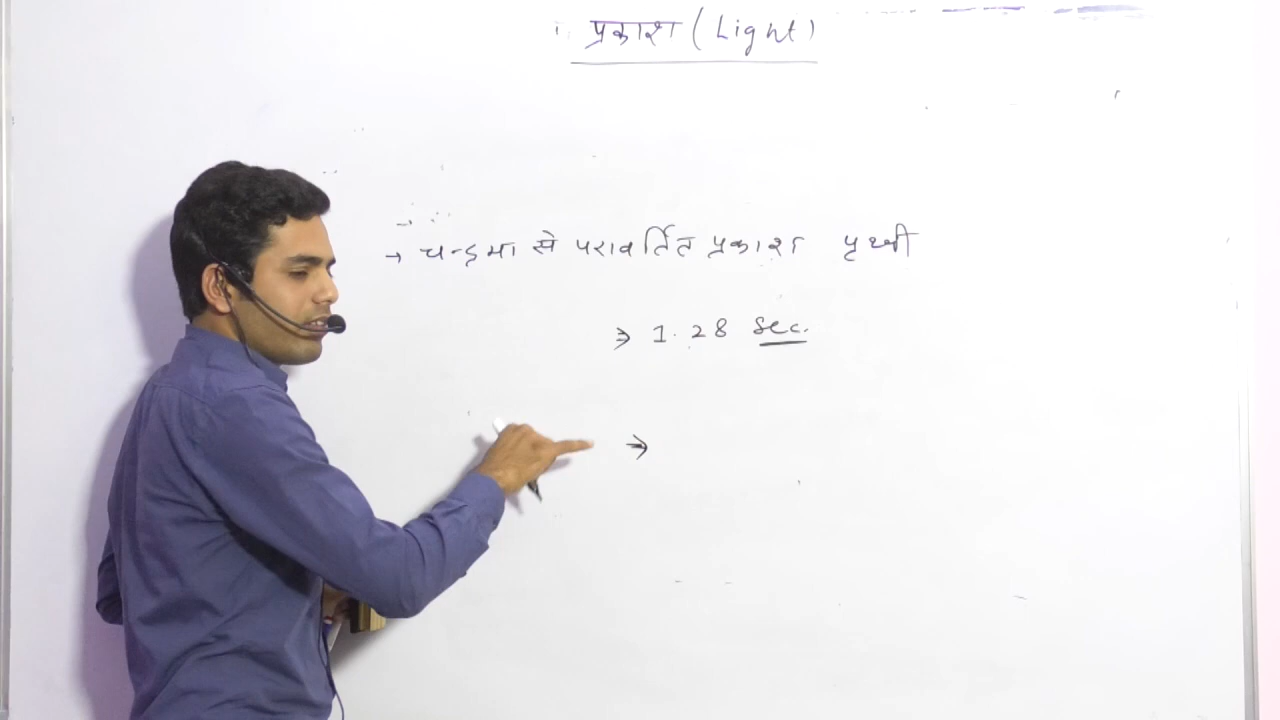 प्रकाश (Light)
→ चन्द्रमा से परावर्तित प्रकाश पृथ्वी
⇒ 1.28 Sec.
→